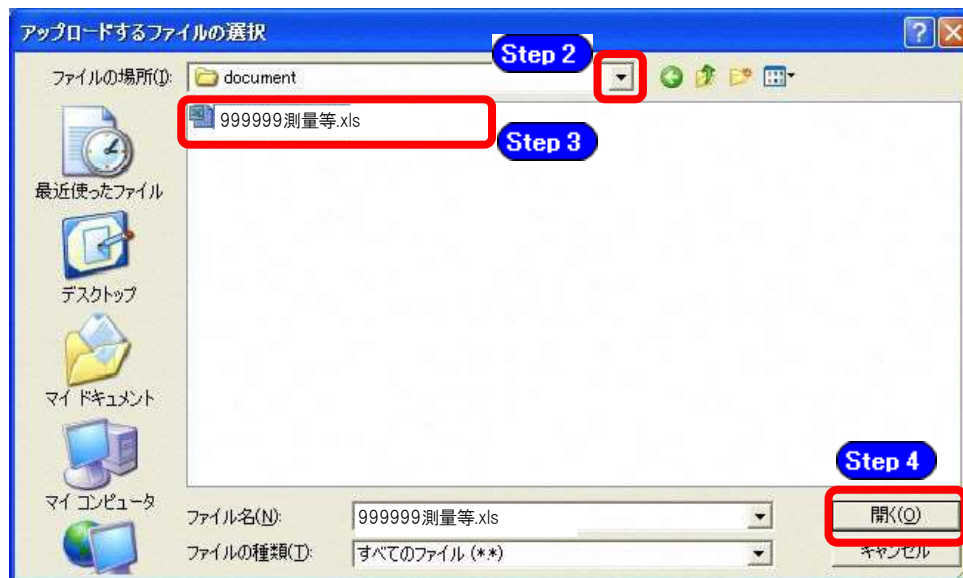 アップロードするファイルの選択
Step 2
ファイルの場所(I):
document
999999測量等.xls
Step 3
最近使ったファイル
デスクトップ
マイ ドキュメント
マイ コンピュータ
Step 4
ファイル名(N):
999999測量等.xls
開く(O)
ファイルの種類(T):
すべてのファイル (*.*)
キャンセル